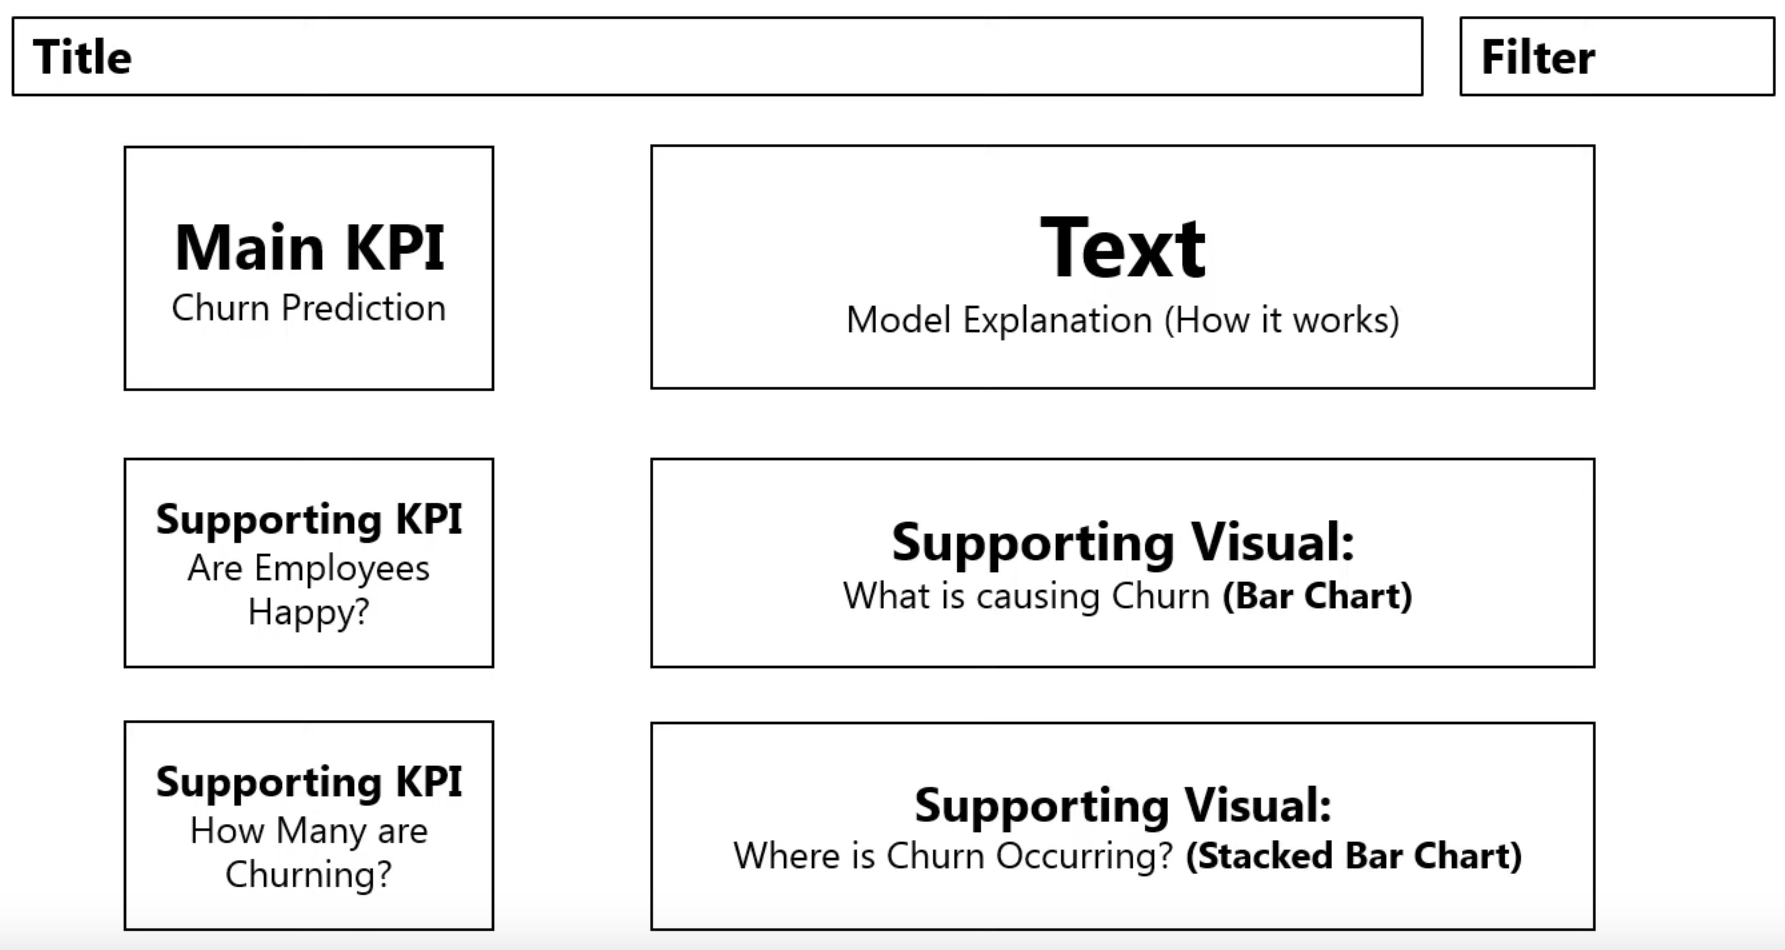 Title
Filter
Main KPI
Churn Prediction
Text
Model Explanation (How it works)
Supporting KPI
Are Employees
Happy?
Supporting Visual:
What is causing Churn (Bar Chart)
Supporting KPI
How Many are
Churning?
Supporting Visual:
Where is Churn Occurring? (Stacked Bar Chart)